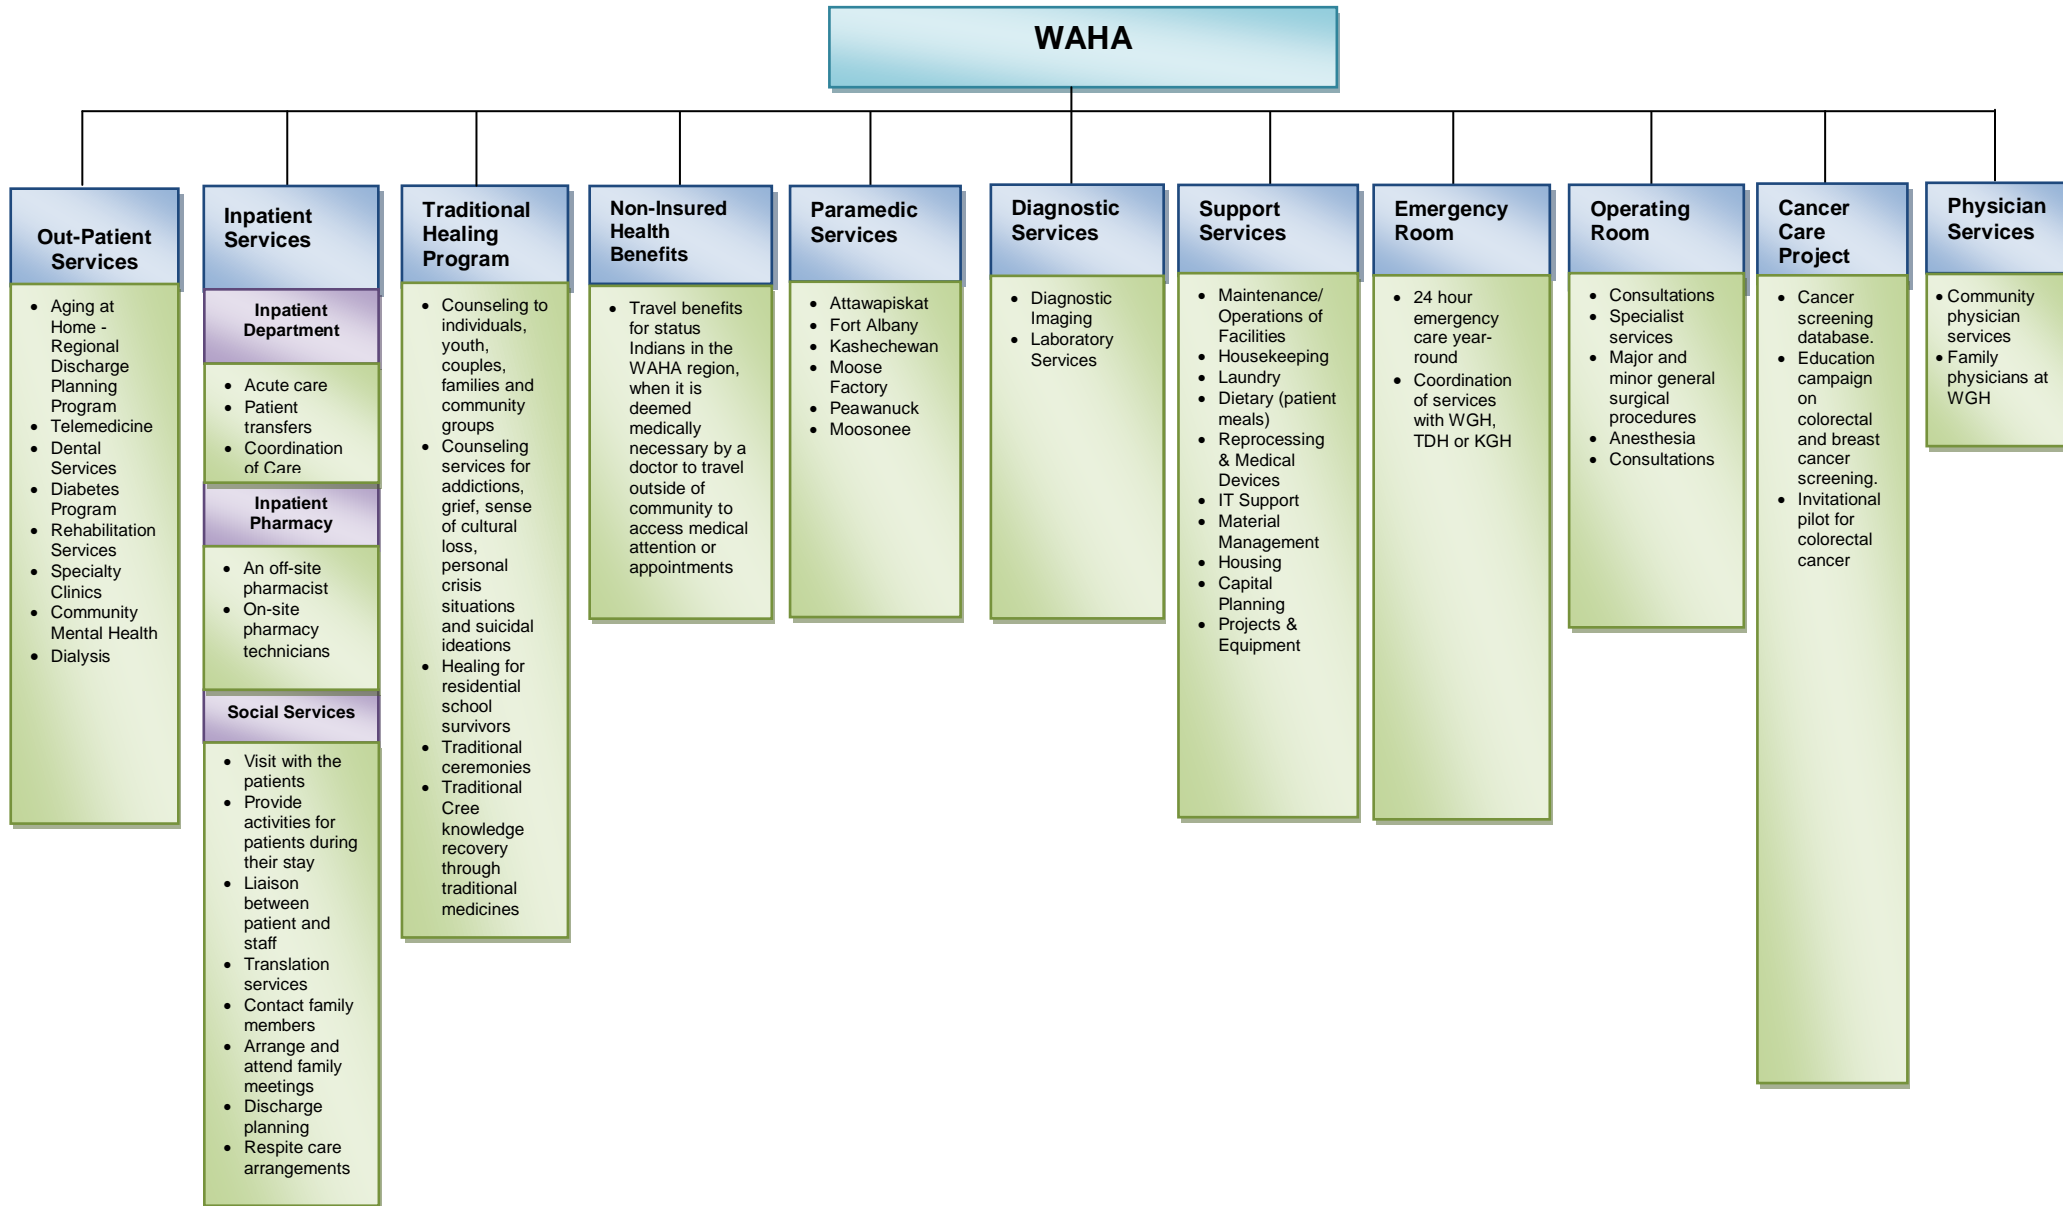 WAHA
Out-Patient
Services
Aging at
Home -
Regional
Discharge
Planning
Program
Telemedicine
Dental
Services
Diabetes
Program
Rehabilitation
Services
Specialty
Clinics
Community
Mental Health
Dialysis
Inpatient
Services
Inpatient
Department
Acute care
Patient
transfers
Coordination
of Care
Inpatient
Pharmacy
An off-site
pharmacist
On-site
pharmacy
technicians
Social Services
Visit with the
patients
Provide
activities for
patients during
their stay
Liaison
between
patient and
staff
Translation
services
Contact family
members
Arrange and
attend family
meetings
Discharge
planning
Respite care
arrangements
Traditional
Healing
Program
Counseling to
individuals,
youth,
couples,
families and
community
groups
Counseling
services for
addictions,
grief, sense
of cultural
loss,
personal
crisis
situations
and suicidal
ideations
Healing for
residential
school
survivors
Traditional
ceremonies
Traditional
Cree
knowledge
recovery
through
traditional
medicines
Non-Insured
Health
Benefits
Travel benefits
for status
Indians in the
WAHA region,
when it is
deemed
medically
necessary by a
doctor to travel
outside of
community to
access medical
attention or
appointments
Paramedic
Services
Attawapiskat
Fort Albany
Kashechewan
Moose
Factory
Peawanuck
Moosonee
Diagnostic
Services
Diagnostic
Imaging
Laboratory
Services
Support
Services
Maintenance/
Operations of
Facilities
Housekeeping
Laundry
Dietary (patient
meals)
Reprocessing
& Medical
Devices
IT Support
Material
Management
Housing
Capital
Planning
Projects &
Equipment
Emergency
Room
24 hour
emergency
care year-
round
Coordination
of services
with WGH,
TDH or KGH
Operating
Room
Consultations
Specialist
services
Major and
minor general
surgical
procedures
Anesthesia
Consultations
Cancer
Care
Project
Cancer
screening
database.
Education
campaign
on
colorectal
and breast
cancer
screening.
Invitational
pilot for
colorectal
cancer
Physician
Services
Community
physician
services
Family
physicians at
WGH